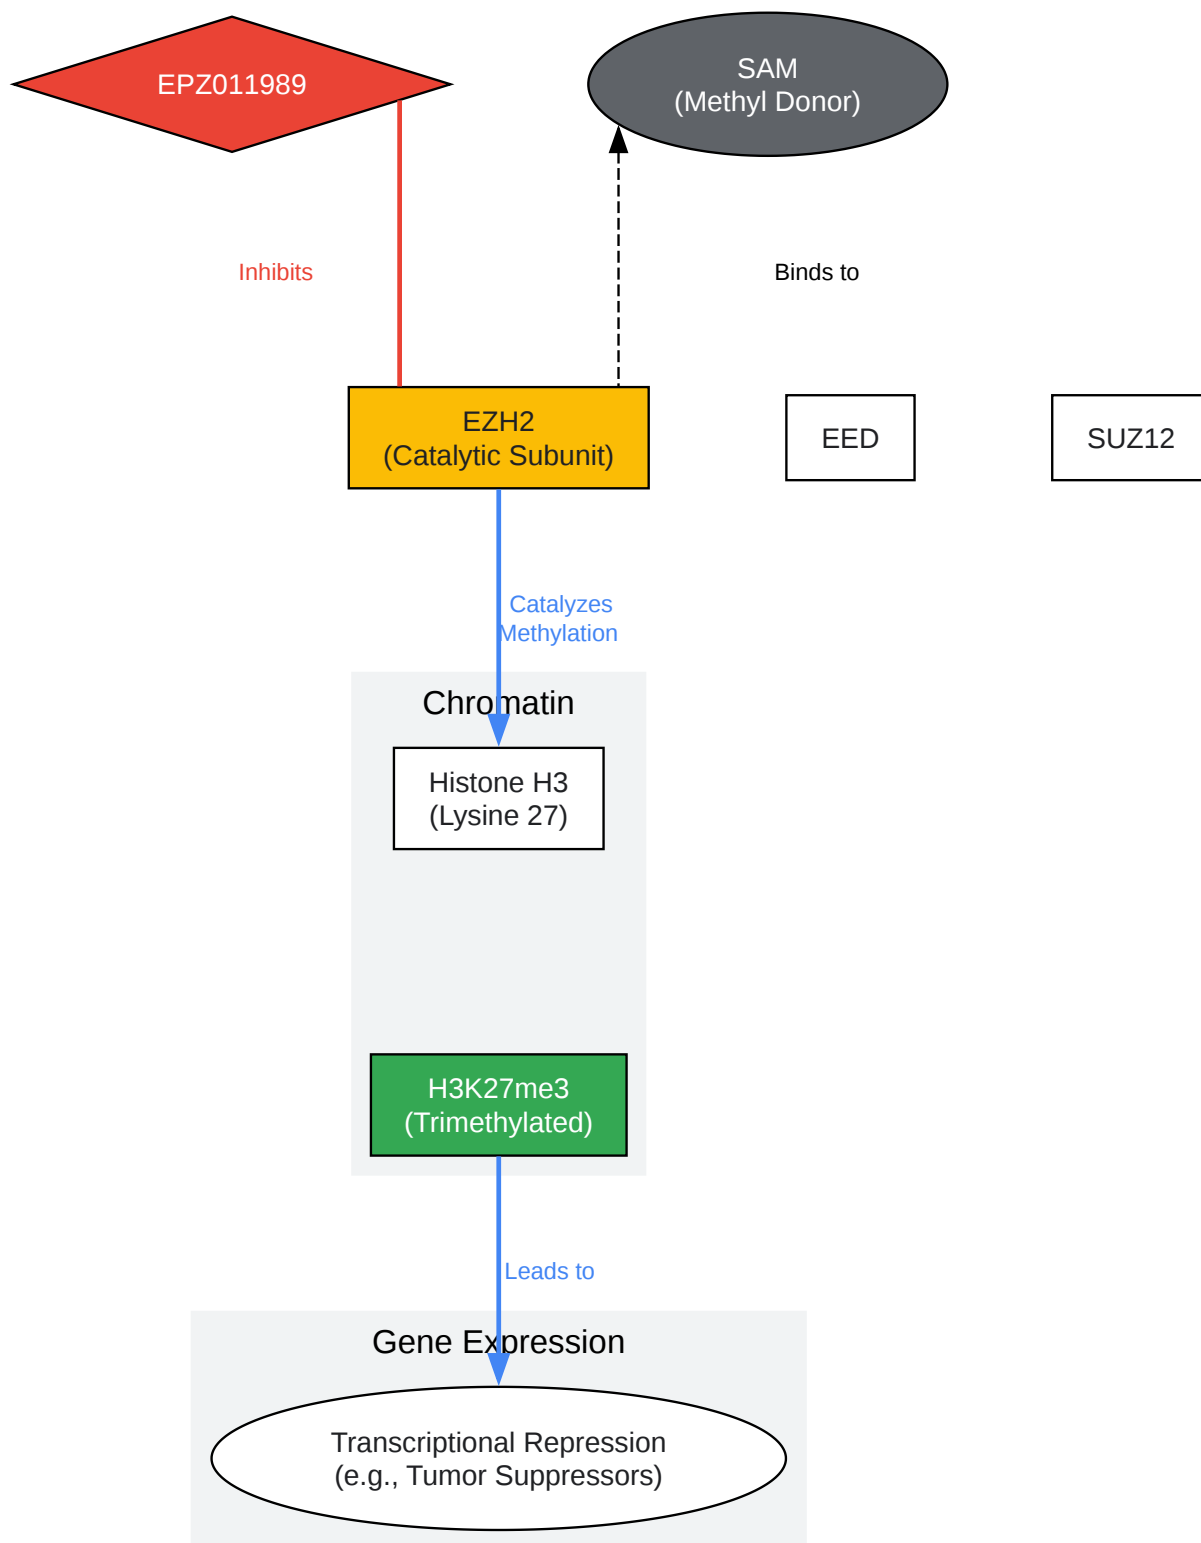 EPZ011989
SAM
(Methyl Donor)
Inhibits
Binds to
EZH2
(Catalytic Subunit)
EED
SUZ12
Catalyzes
Methylation
Chromatin
Histone H3
(Lysine 27)
H3K27me3
(Trimethylated)
Leads to
Gene Expression
Transcriptional Repression
(e.g., Tumor Suppressors)